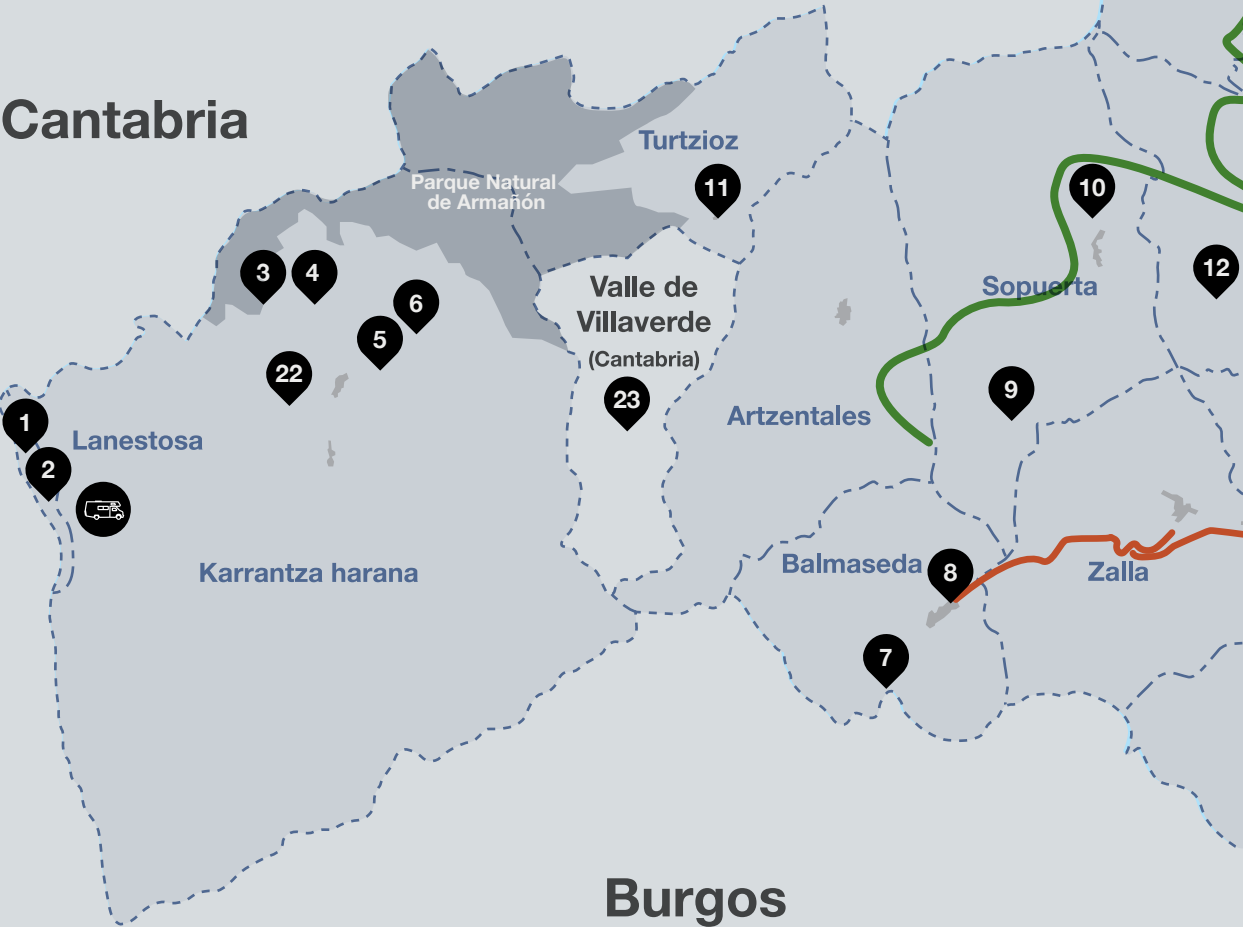 Cantabria
Turtzioz
11
Parque Natural
de Armañón
10
3
4
12
Sopuerta
Valle de
Villaverde
(Cantabria)
6
5
22
23
9
1
Artzentales
Lanestosa
2
Balmaseda
8
Zalla
Karrantza harana
7
Burgos